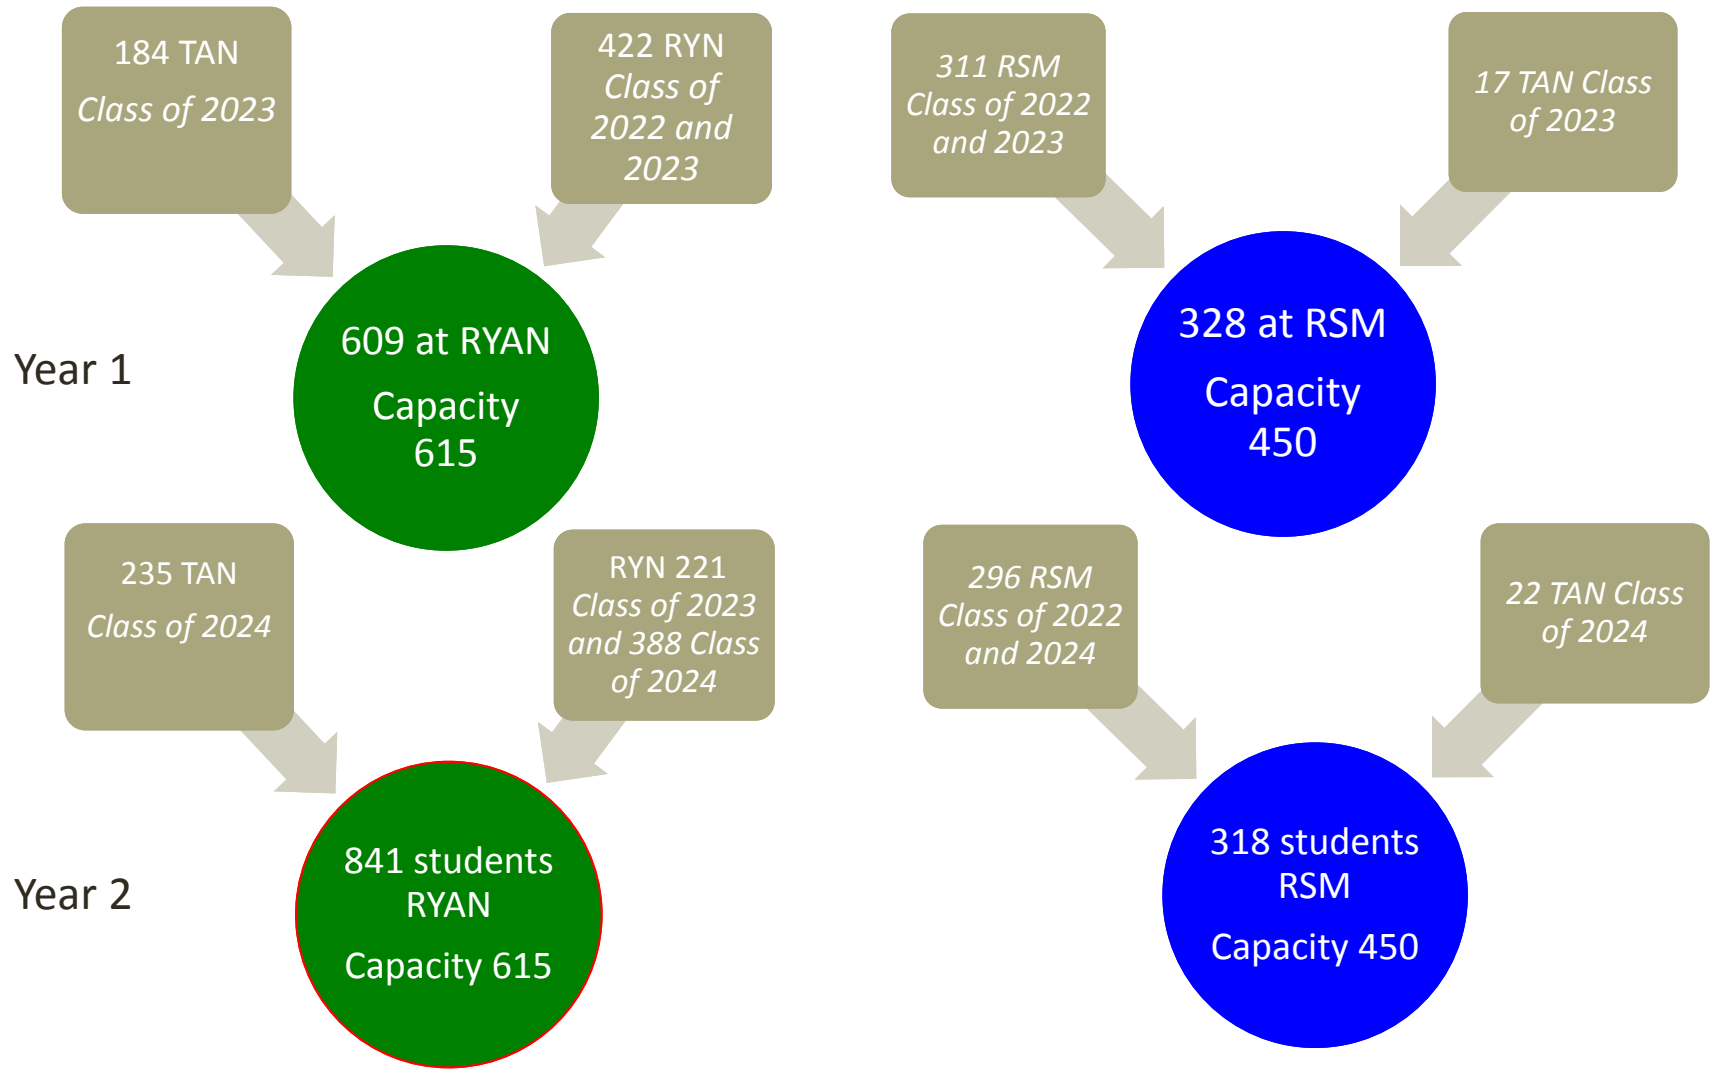 184 TAN
Class of 2023
422 RYN
Class of
2022 and
2023
311 RSM
Class of 2022
and 2023
17 TAN Class
of 2023
Year 1
609 at RYAN
Capacity
615
328 at RSM
Capacity
450
235 TAN
Class of 2024
RYN 221
Class of 2023
and 388 Class
of 2024
296 RSM
Class of 2022
and 2024
22 TAN Class
of 2024
Year 2
841 students
RYAN
Capacity 615
318 students
RSM
Capacity 450